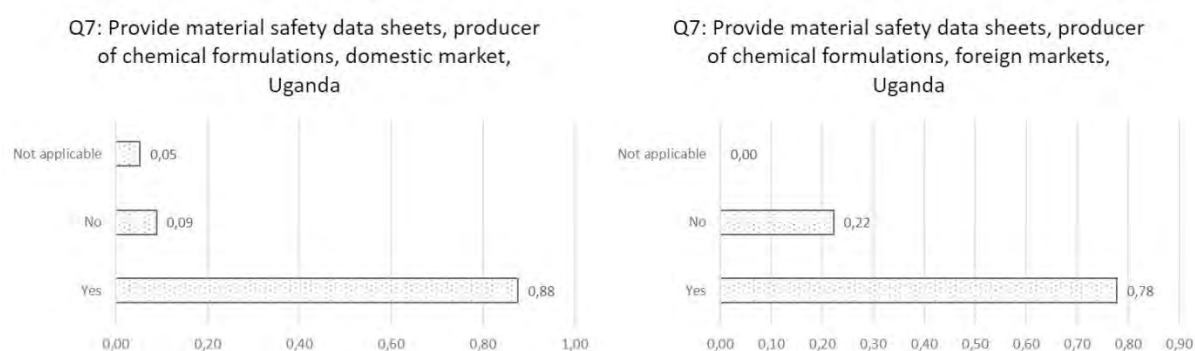 Q7: Provide material safety data sheets, producer
of chemical formulations, domestic market,
Uganda
Not applicable
0,05
No
0,09
Yes
0,88
0,00 0,20 0,40 0,60 0,80 1,00
Q7: Provide material safety data sheets, producer
of chemical formulations, foreign markets,
Uganda
Not applicable
0,00
No
0,22
Yes
0,78
0,00 0,10 0,20 0,30 0,40 0,50 0,60 0,70 0,80 0,90